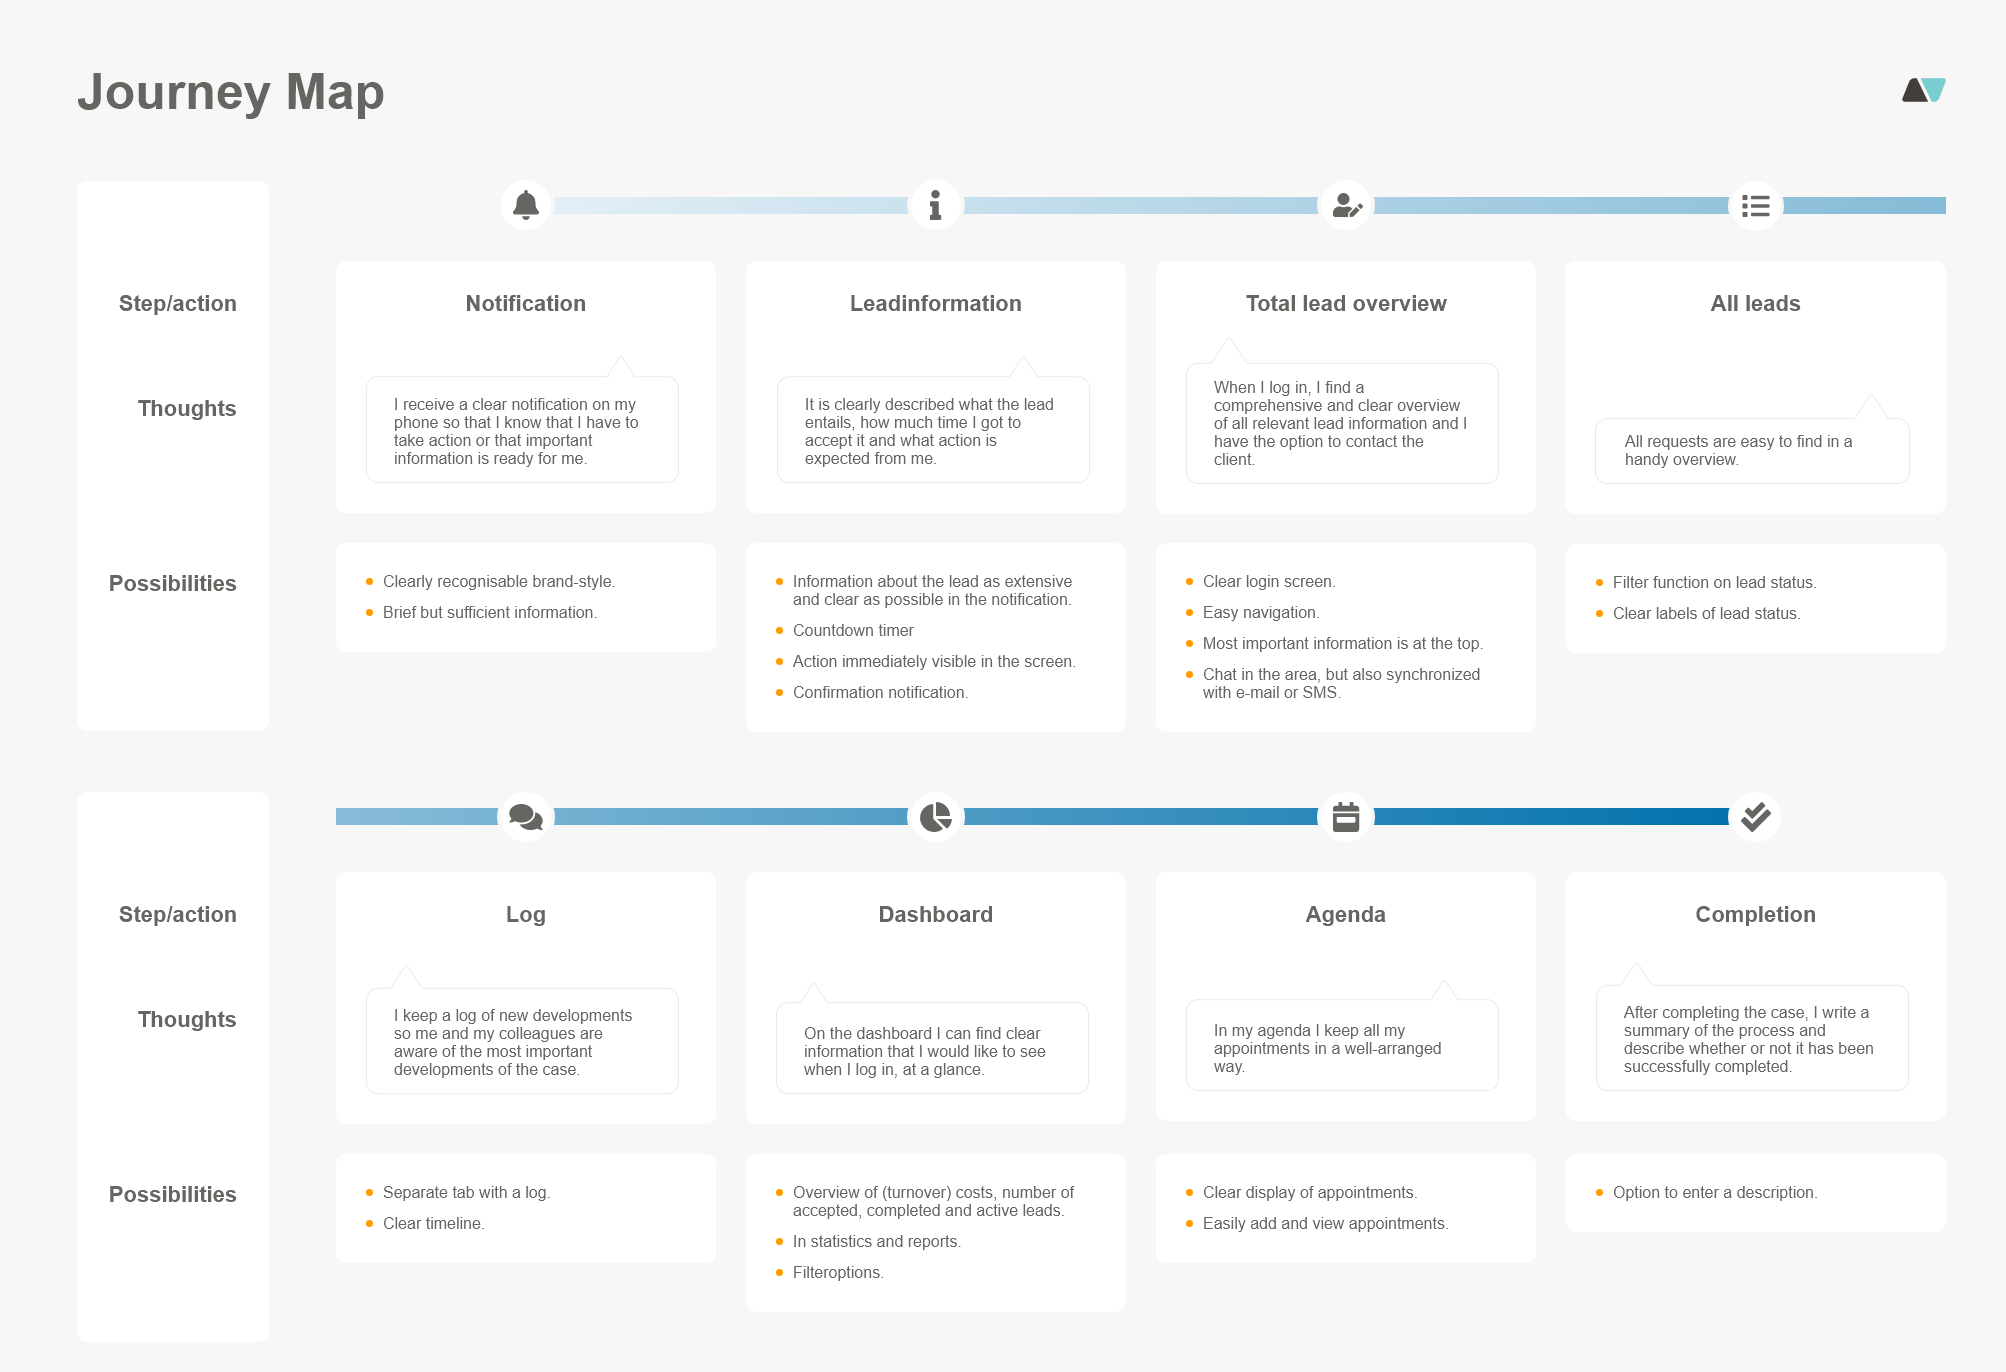 Journey Map
Step/action
Notification
Leadinformation
Total lead overview
All leads
Thoughts
I receive a clear notification on my
phone so that I know that I have to
take action or that important
information is ready for me.
It is clearly described what the lead
entails, how much time I got to
accept it and what action is
expected from me.
When I log in, I find a
comprehensive and clear overview
of all relevant lead information and I
have the option to contact the
client.
All requests are easy to find in a
handy overview.
Possibilities
Clearly recognisable brand-style.
Brief but sufficient information.
Information about the lead as extensive
and clear as possible in the notification.
Countdown timer
Action immediately visible in the screen.
Confirmation notification.
Clear login screen.
Easy navigation.
Most important information is at the top.
Chat in the area, but also synchronized
with e-mail or SMS.
Filter function on lead status.
Clear labels of lead status.
Step/action
Log
Dashboard
Agenda
Completion
Thoughts
I keep a log of new developments
so me and my colleagues are
aware of the most important
developments of the case.
On the dashboard I can find clear
information that I would like to see
when I log in, at a glance.
In my agenda I keep all my
appointments in a well-arranged
way.
After completing the case, I write a
summary of the process and
describe whether or not it has been
successfully completed.
Possibilities
Separate tab with a log.
Clear timeline.
Overview of (turnover) costs, number of
accepted, completed and active leads.
In statistics and reports.
Filteroptions.
Clear display of appointments.
Easily add and view appointments.
Option to enter a description.